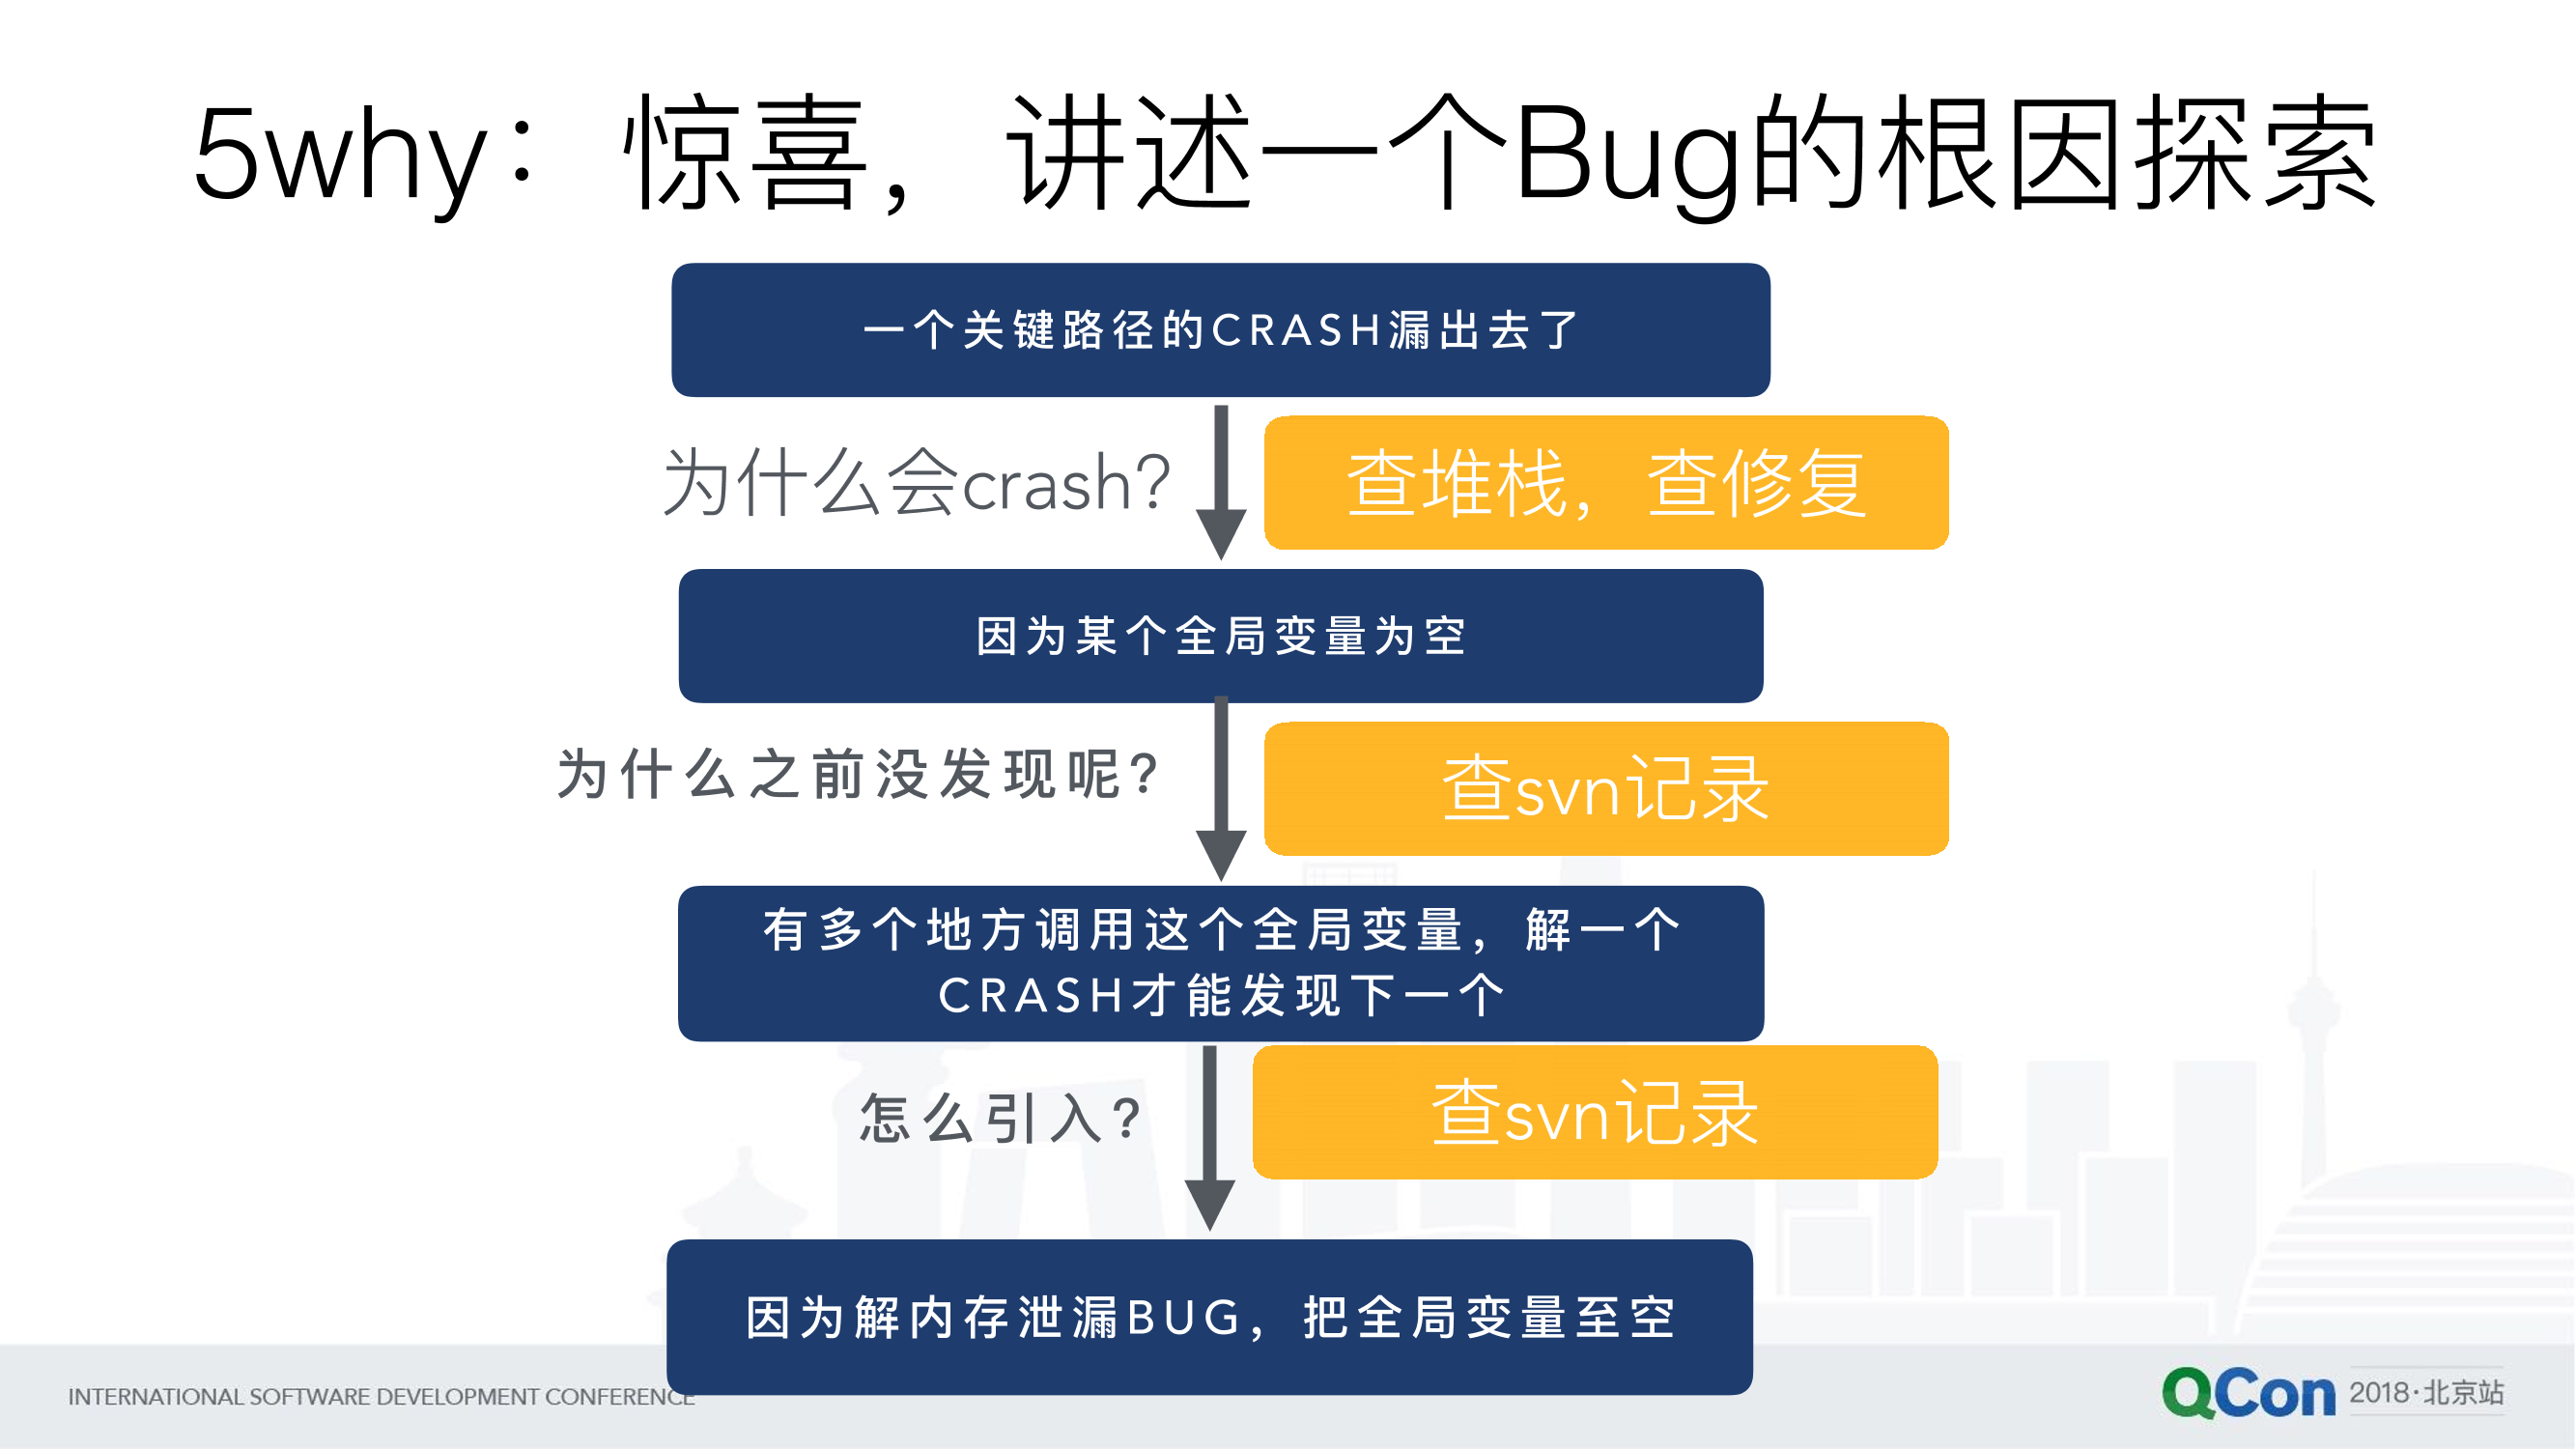 5why：惊喜，讲述一个Bug的根因探索
一个关键路径的CRASH漏出去了
为什么会crash？
查堆栈，查修复
因为某个全局变量为空
为什么之前没发现呢？
查svn记录
有多个地方调用这个全局变量，解一个
CRASH才能发现下一个
怎么引入？
查svn记录
因为解内存泄漏BUG，把全局变量至空
INTERNATIONAL SOFTWARE DEVELOPMENT CONFERENCE
QCon 2018·北京站